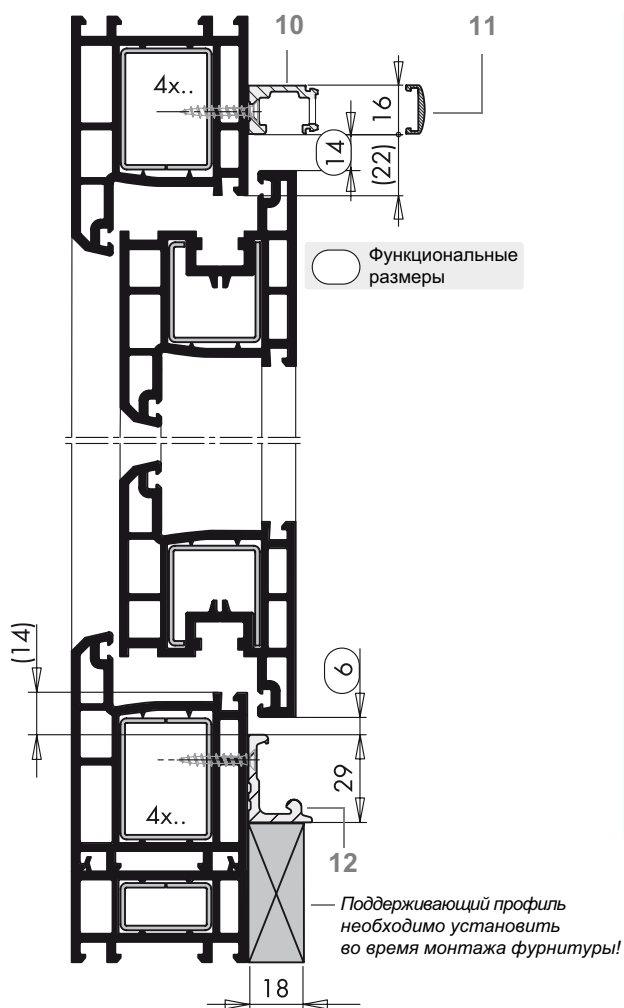 10
11
4x..
16
14
(22)
Функциональные
размеры
(14)
6
29
4x..
12
Поддерживающий профиль
необходимо установить
во время монтажа фурнитуры!
18